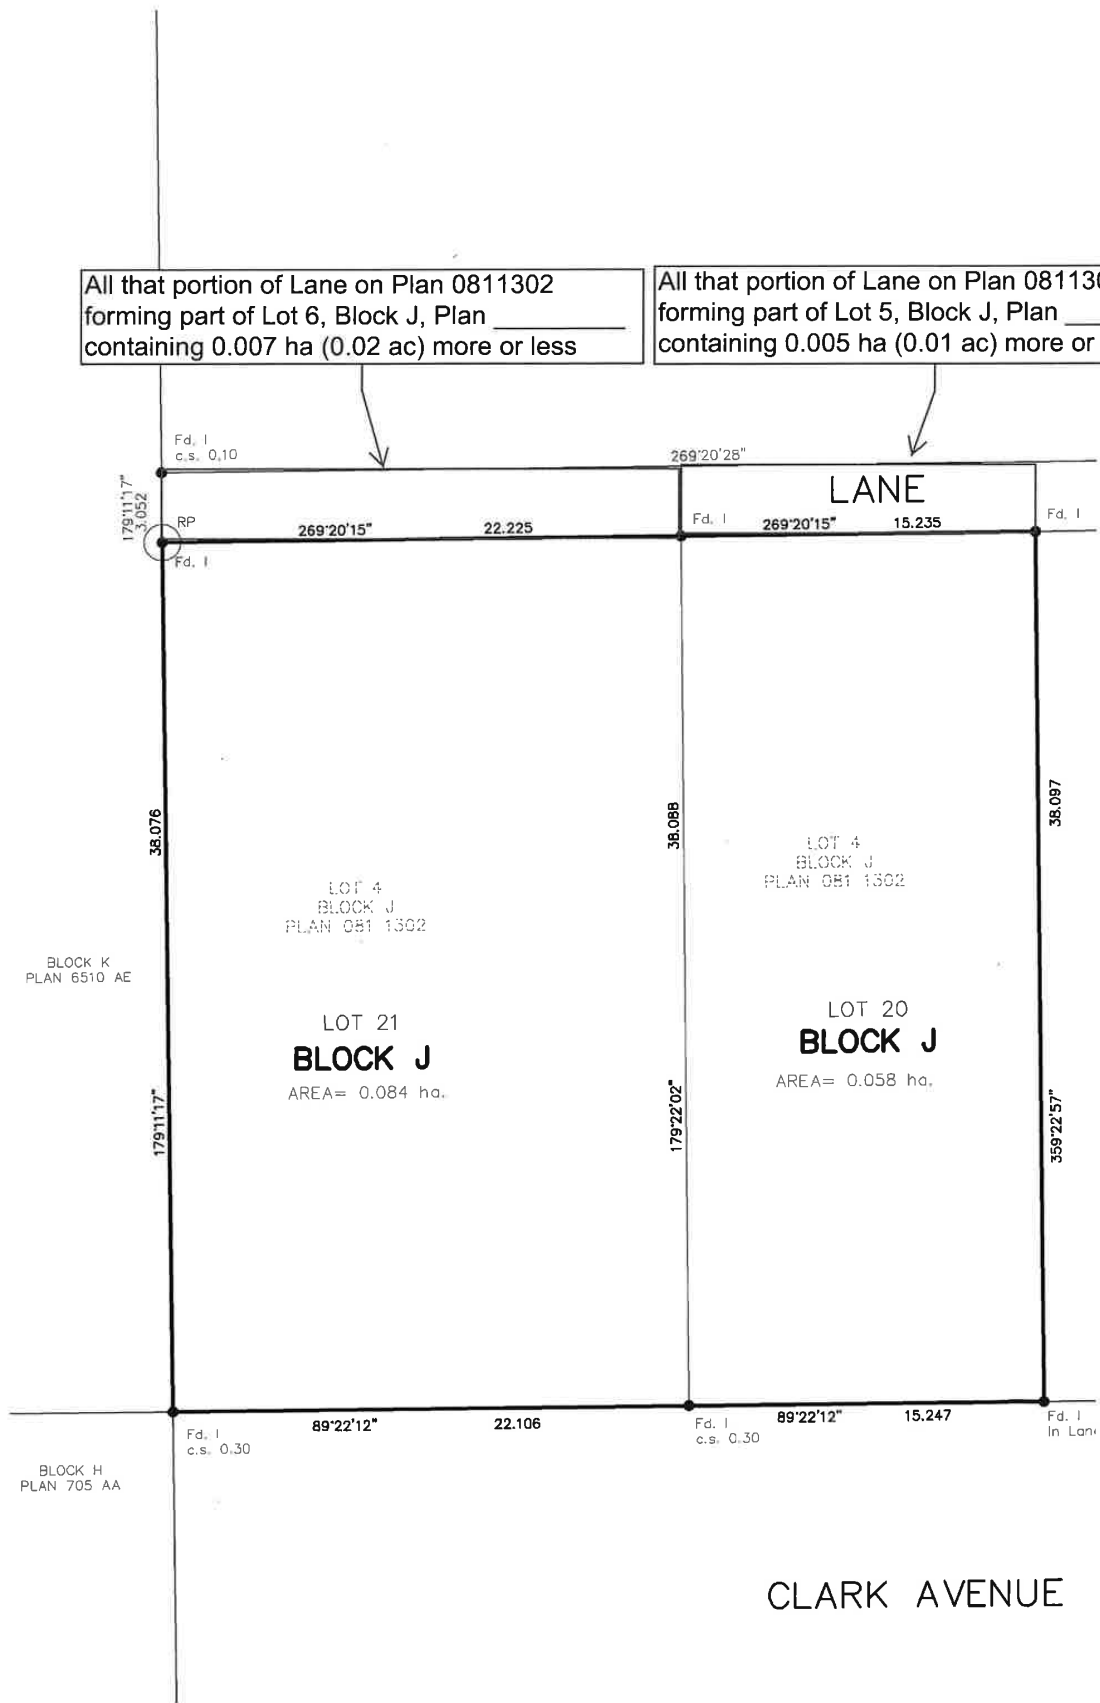 All that portion of Lane on Plan 0811302
forming part of Lot 6, Block J, Plan ________
containing 0.007 ha (0.02 ac) more or less
All that portion of Lane on Plan 08113
forming part of Lot 5, Block J, Plan __
containing 0.005 ha (0.01 ac) more or
Fd. I
c.s. 0.10
269°20'28"
179°11'17"
3.052
LANE
RP
269°20'15" 22.225
Fd. I
269°20'15" 15.235
Fd. I
Fd. I
38.076
38.088
38.097
LOT 4
BLOCK J
PLAN 081 1302
LOT 4
BLOCK J
PLAN 081 1302
BLOCK K
PLAN 6510 AE
LOT 21
BLOCK J
AREA= 0.084 ha.
LOT 20
BLOCK J
AREA= 0.058 ha.
179°11'17"
179°22'02"
359°22'57"
89°22'12" 22.106
89°22'12" 15.247
Fd. I
c.s. 0.30
Fd. I
c.s. 0.30
Fd. I
In Lan
BLOCK H
PLAN 705 AA
CLARK AVENUE